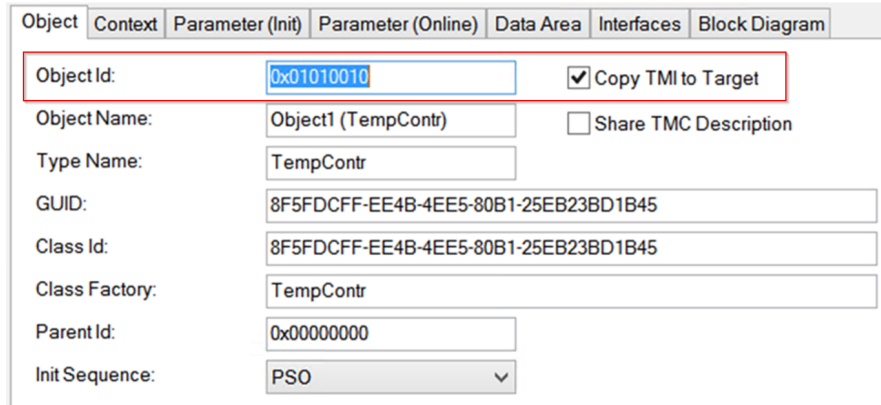 Object Context Parameter (Init) Parameter (Online) Data Area Interfaces Block Diagram
Object Id: 0x01010010 Copy TMI to Target
Object Name: Object1 (TempContr) Share TMC Description
Type Name: TempContr
GUID: 8F5FDCFF-EE4B-4EE5-80B1-25EB23BD1B45
Class Id: 8F5FDCFF-EE4B-4EE5-80B1-25EB23BD1B45
Class Factory: TempContr
Parent Id: 0x00000000
Init Sequence: PSO